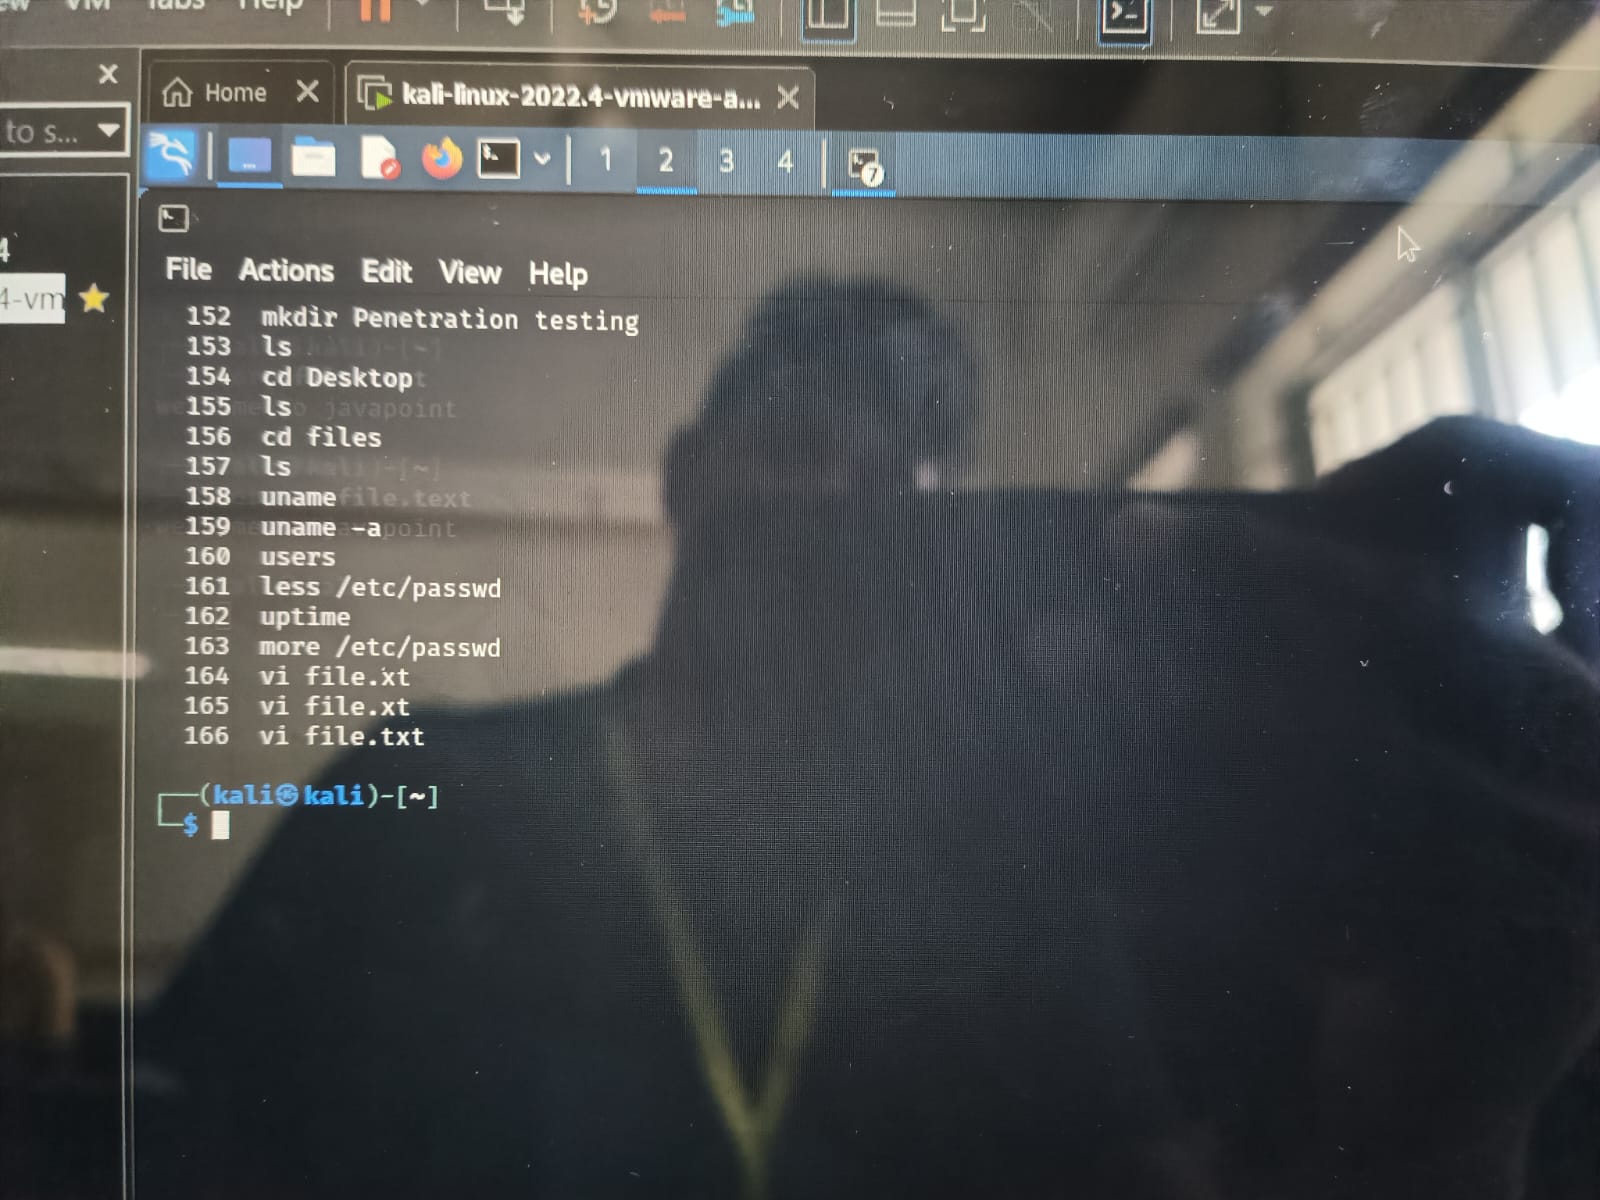 VM Tabs Help
to s...
Home
kali-linux-2022.4-vmware-a...
1 2 3 4
7
4
4-vm
File Actions Edit View Help
152 mkdir Penetration testing
153 ls
154 cd Desktop
155 ls
156 cd files
157 ls
158 uname
159 uname -a
160 users
161 less /etc/passwd
162 uptime
163 more /etc/passwd
164 vi file.xt
165 vi file.xt
166 vi file.txt
(kali㉿kali)-[~]
$